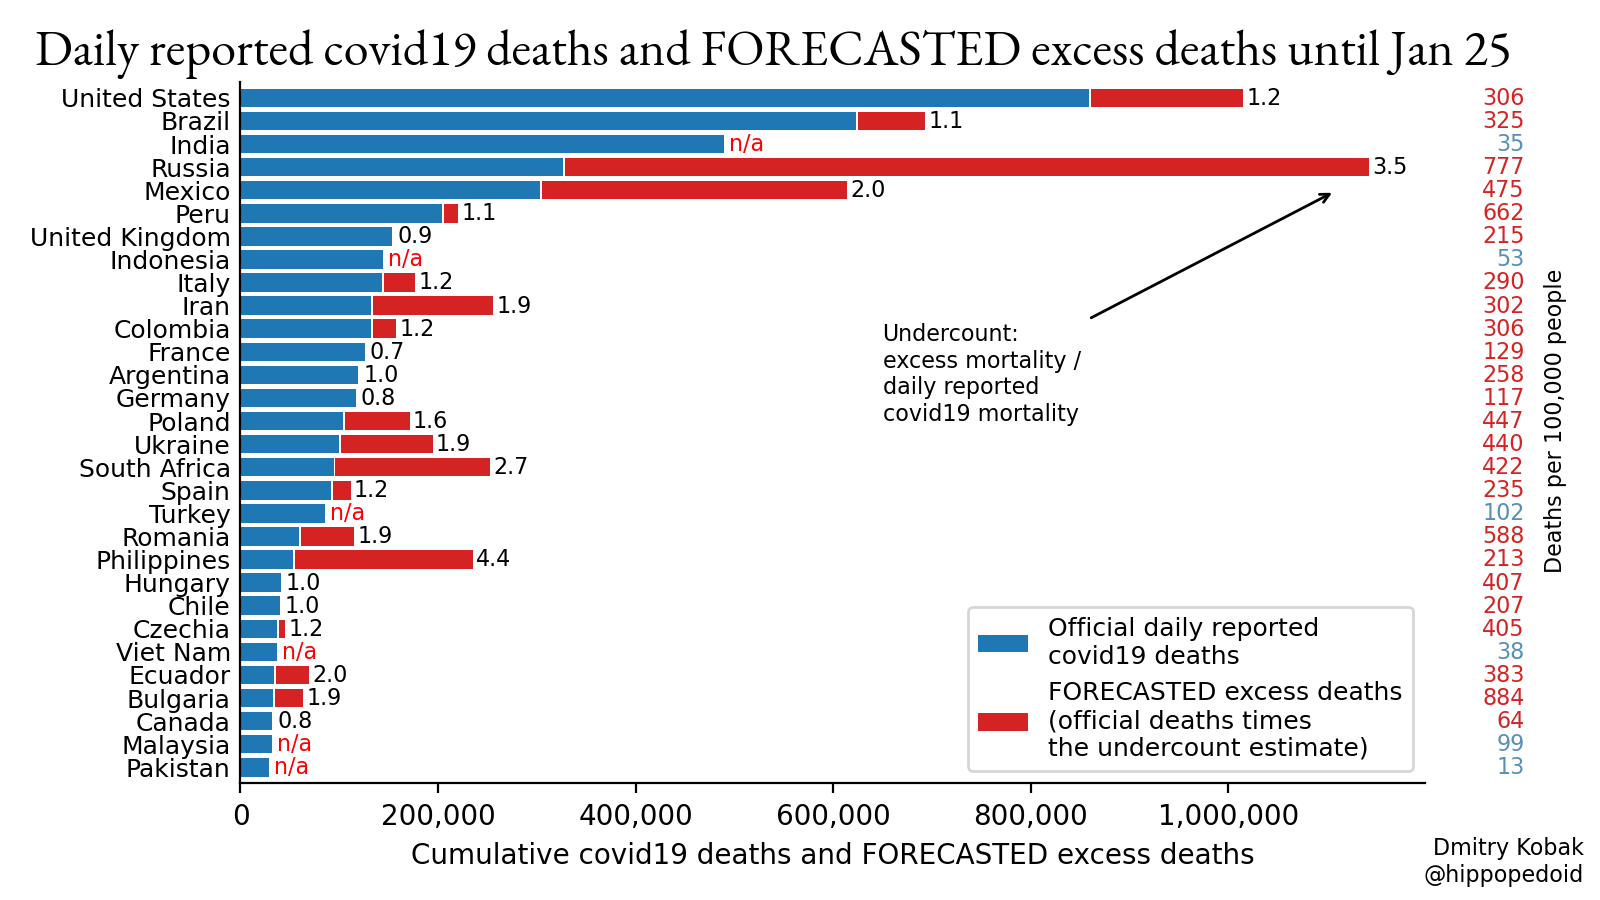 Daily reported covid19 deaths and FORECASTED excess deaths until Jan 25
United States 1.2 306
Brazil 1.1 325
India n/a 35
Russia 3.5 777
Mexico 2.0 475
Peru 1.1 662
United Kingdom 0.9 215
Indonesia n/a 53
Italy 1.2 290
Iran 1.9 302
Colombia 1.2 306
France 0.7 129
Argentina 1.0 258
Germany 0.8 117
Poland 1.6 447
Ukraine 1.9 440
South Africa 2.7 422
Spain 1.2 235
Turkey n/a 102
Romania 1.9 588
Philippines 4.4 213
Hungary 1.0 407
Chile 1.0 207
Czechia 1.2 405
Viet Nam n/a 38
Ecuador 2.0 383
Bulgaria 1.9 884
Canada 0.8 64
Malaysia n/a 99
Pakistan n/a 13
Undercount:
excess mortality /
daily reported
covid19 mortality
Deaths per 100,000 people
Official daily reported
covid19 deaths
FORECASTED excess deaths
(official deaths times
the undercount estimate)
0 200,000 400,000 600,000 800,000 1,000,000
Cumulative covid19 deaths and FORECASTED excess deaths
Dmitry Kobak
@hippopedoid